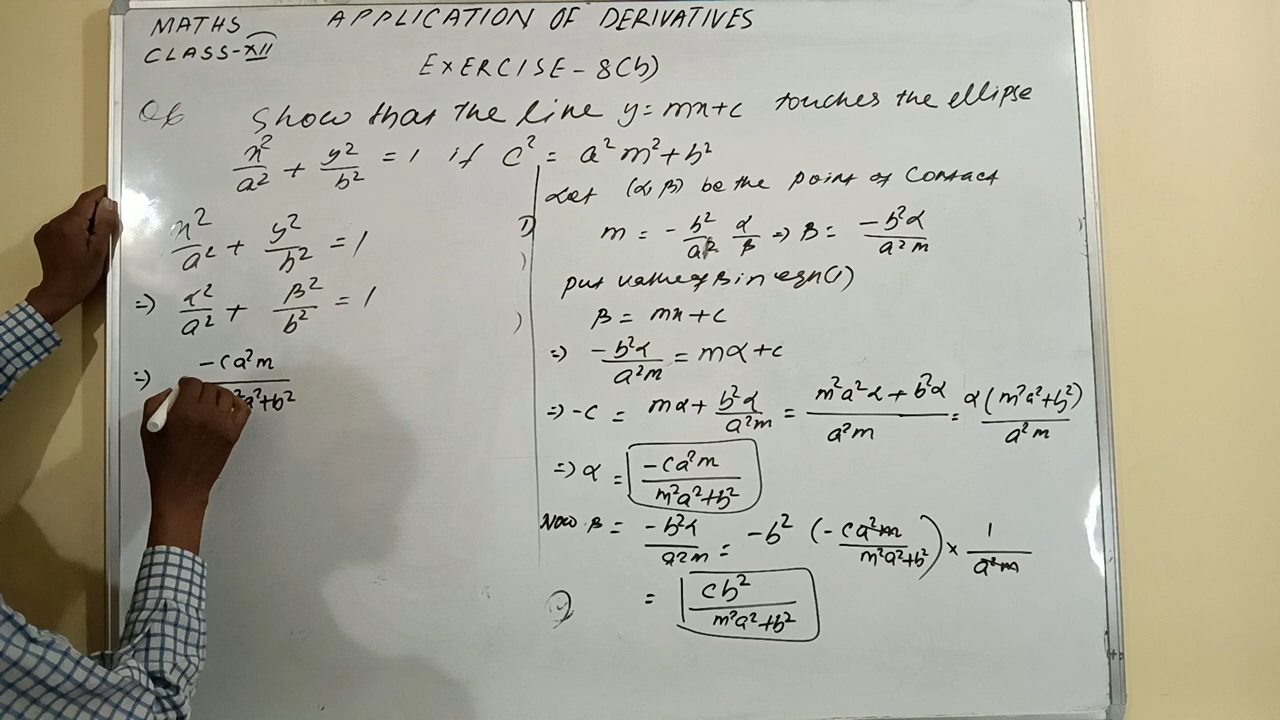 MATHS APPLICATION OF DERIVATIVES
CLASS-XII
EXERCISE-8(b)
Q6 Show that the line y=mx+c touches the ellipse
x²/a² + y²/b² = 1 if c² = a²m²+b²
x²/a² + y²/b² = 1
=> α²/a² + β²/b² = 1
=> -ca²m
²a²+b²
Let (α, β) be the point of Contact
m = -b²/a² α/β => β = -b²α/a²m
put value of β in eqn(1)
β = mx+c
=> -b²α/a²m = mα+c
=> -c = mα + b²α/a²m = m²a²α+b²α/a²m = α(m²a²+b²)/a²m
=> α = -ca²m/m²a²+b²
Now β = -b²α/a²m = -b² (-ca²m/m²a²+b²) × 1/a²m
= cb²/m²a²+b²